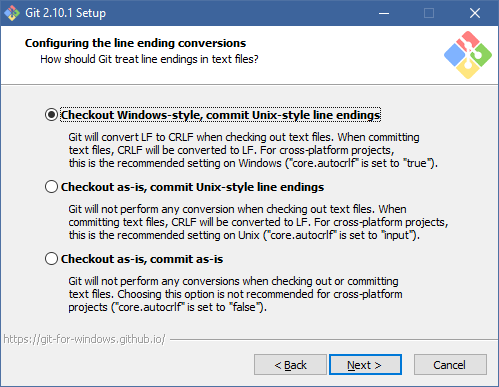 Git 2.10.1 Setup
Configuring the line ending conversions
How should Git treat line endings in text files?
Checkout Windows-style, commit Unix-style line endings
Git will convert LF to CRLF when checking out text files. When committing
text files, CRLF will be converted to LF. For cross-platform projects,
this is the recommended setting on Windows ("core.autocrlf" is set to "true").
Checkout as-is, commit Unix-style line endings
Git will not perform any conversion when checking out text files. When
committing text files, CRLF will be converted to LF. For cross-platform projects,
this is the recommended setting on Unix ("core.autocrlf" is set to "input").
Checkout as-is, commit as-is
Git will not perform any conversions when checking out or committing
text files. Choosing this option is not recommended for cross-platform
projects ("core.autocrlf" is set to "false").
https://git-for-windows.github.io/
< Back
Next >
Cancel